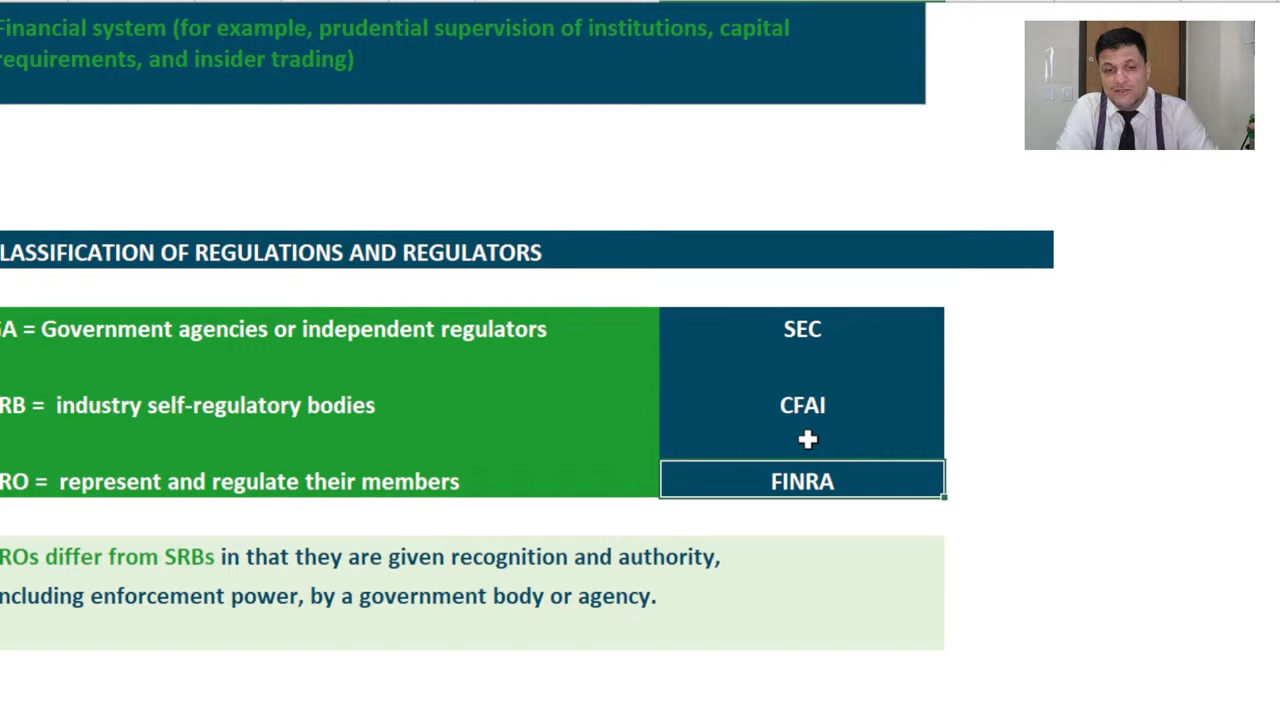 Financial system (for example, prudential supervision of institutions, capital
requirements, and insider trading)
LASSIFICATION OF REGULATIONS AND REGULATORS
GA = Government agencies or independent regulators
SEC
RB = industry self-regulatory bodies
CFAI
RO = represent and regulate their members
FINRA
ROs differ from SRBs in that they are given recognition and authority,
ncluding enforcement power, by a government body or agency.